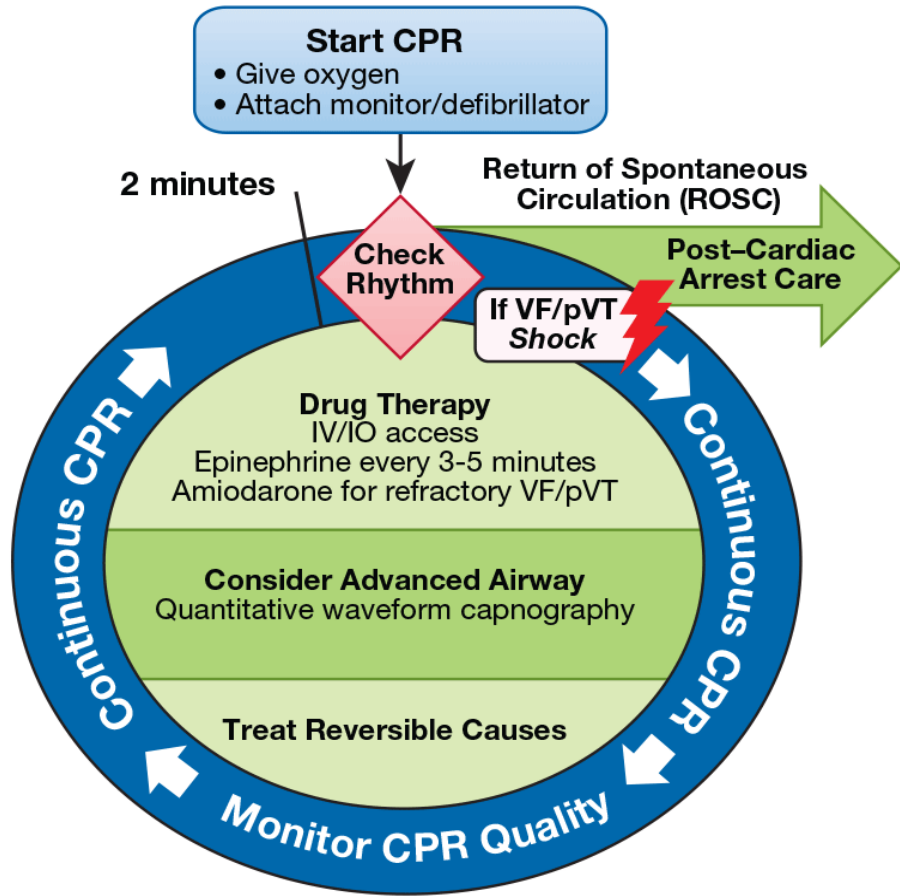 Start CPR
• Give oxygen
• Attach monitor/defibrillator
2 minutes
Return of Spontaneous
Circulation (ROSC)
Post–Cardiac
Arrest Care
Check
Rhythm
If VF/pVT
Shock
Drug Therapy
IV/IO access
Epinephrine every 3-5 minutes
Amiodarone for refractory VF/pVT
Consider Advanced Airway
Quantitative waveform capnography
Treat Reversible Causes
Continuous CPR
Monitor CPR Quality
Continuous CPR